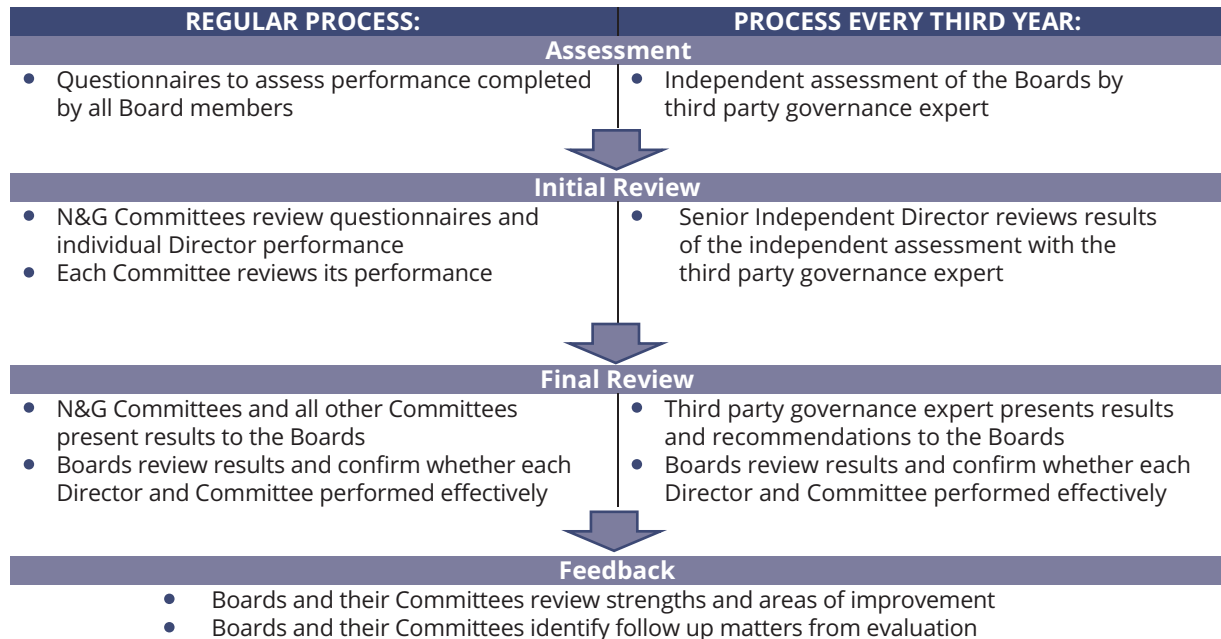 REGULAR PROCESS:
PROCESS EVERY THIRD YEAR:
Assessment
• Questionnaires to assess performance completed
by all Board members
• Independent assessment of the Boards by
third party governance expert
Initial Review
• N&G Committees review questionnaires and
individual Director performance
• Each Committee reviews its performance
• Senior Independent Director reviews results
of the independent assessment with the
third party governance expert
Final Review
• N&G Committees and all other Committees
present results to the Boards
• Boards review results and confirm whether each
Director and Committee performed effectively
• Third party governance expert presents results
and recommendations to the Boards
• Boards review results and confirm whether each
Director and Committee performed effectively
Feedback
• Boards and their Committees review strengths and areas of improvement
• Boards and their Committees identify follow up matters from evaluation